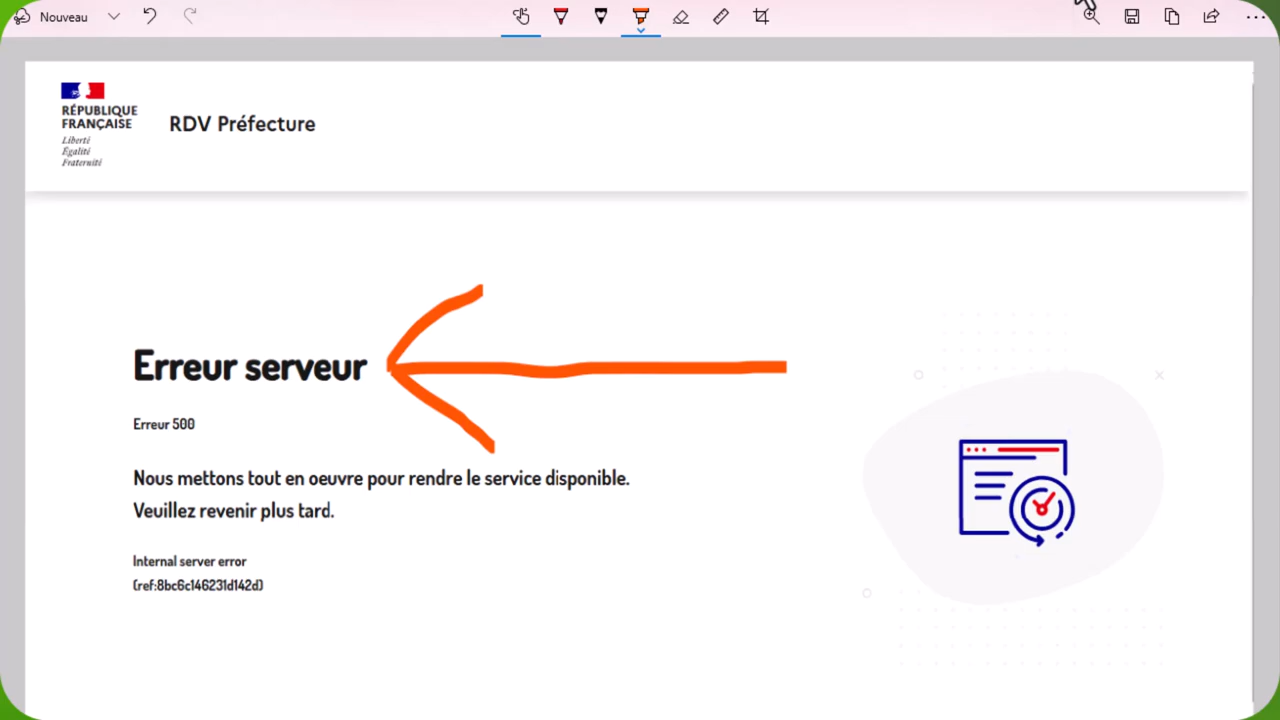 Nouveau
RÉPUBLIQUE
FRANÇAISE
Liberté
Égalité
Fraternité
RDV Préfecture
Erreur serveur
Erreur 500
Nous mettons tout en oeuvre pour rendre le service disponible.
Veuillez revenir plus tard.
Internal server error
(ref:8bc6c146231d142d)